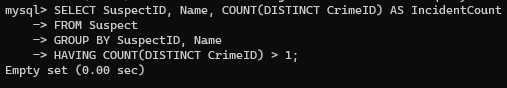 mysql> SELECT SuspectID, Name, COUNT(DISTINCT CrimeID) AS IncidentCount
    -> FROM Suspect
    -> GROUP BY SuspectID, Name
    -> HAVING COUNT(DISTINCT CrimeID) > 1;
Empty set (0.00 sec)